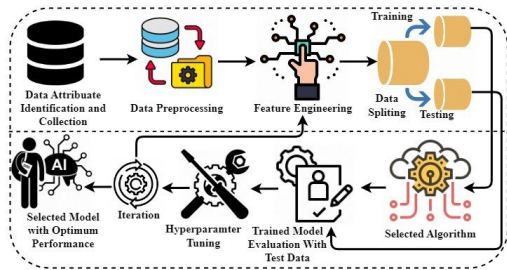 Training
Data Attribuate
Identification and
Collection
Data Preprocessing
Feature Engineering
Data
Spliting
Testing
AI
Selected Model
with Optimum
Performance
Iteration
Hyperparamter
Tuning
Trained Model
Evaluation With
Test Data
Selected Algorithm